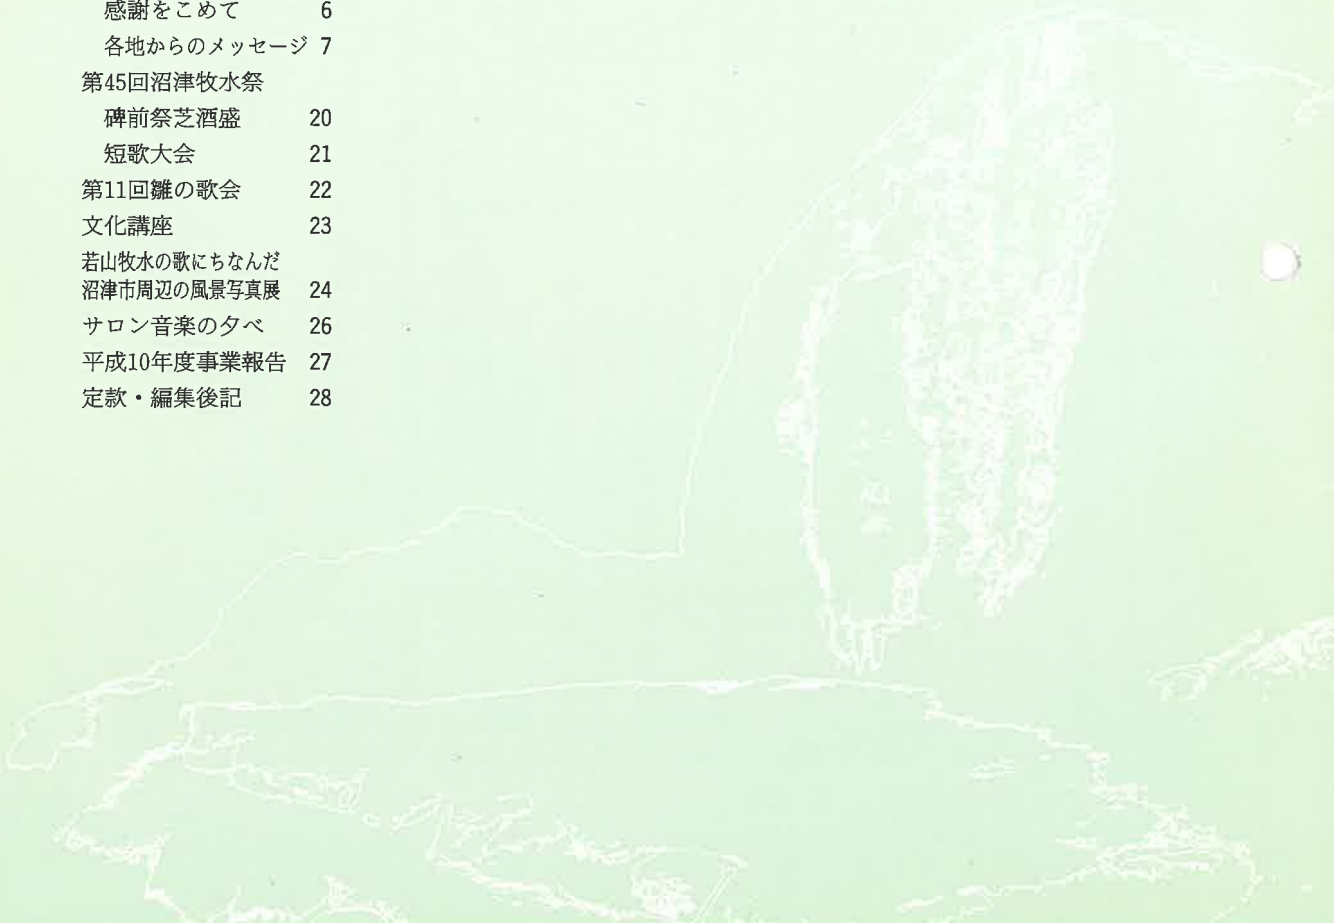 感謝をこめて 6
各地からのメッセージ 7
第45回沼津牧水祭
碑前祭芝酒盛 20
短歌大会 21
第11回雛の歌会 22
文化講座 23
若山牧水の歌にちなんだ
沼津市周辺の風景写真展 24
サロン音楽の夕べ 26
平成10年度事業報告 27
定款・編集後記 28